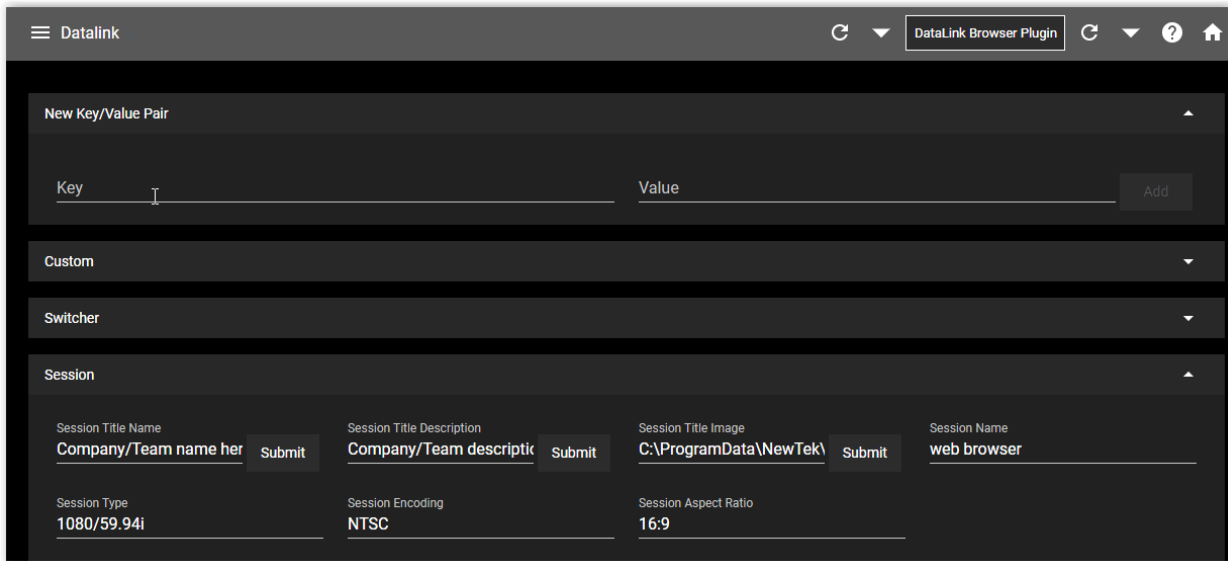 Datalink
DataLink Browser Plugin
New Key/Value Pair
Key
Value
Add
Custom
Switcher
Session
Session Title Name
Company/Team name her
Submit
Session Title Description
Company/Team descriptic
Submit
Session Title Image
C:\ProgramData\NewTek\
Submit
Session Name
web browser
Session Type
1080/59.94i
Session Encoding
NTSC
Session Aspect Ratio
16:9